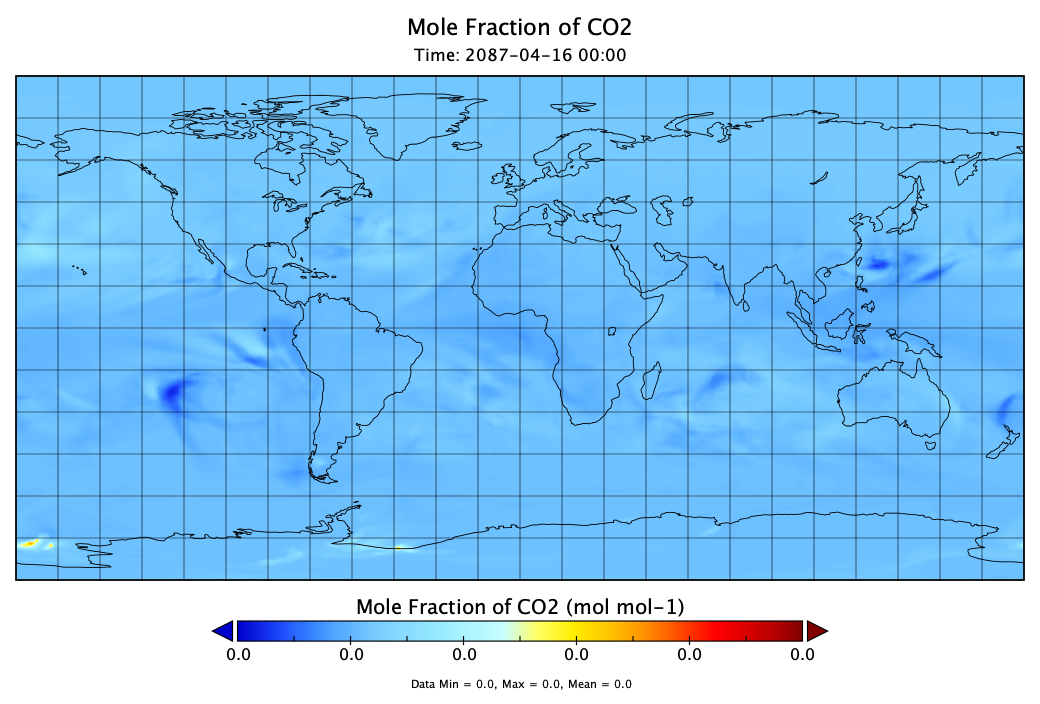 Mole Fraction of CO2
Time: 2087-04-16 00:00
Mole Fraction of CO2 (mol mol-1)
0.0 0.0 0.0 0.0 0.0 0.0
Data Min = 0.0, Max = 0.0, Mean = 0.0